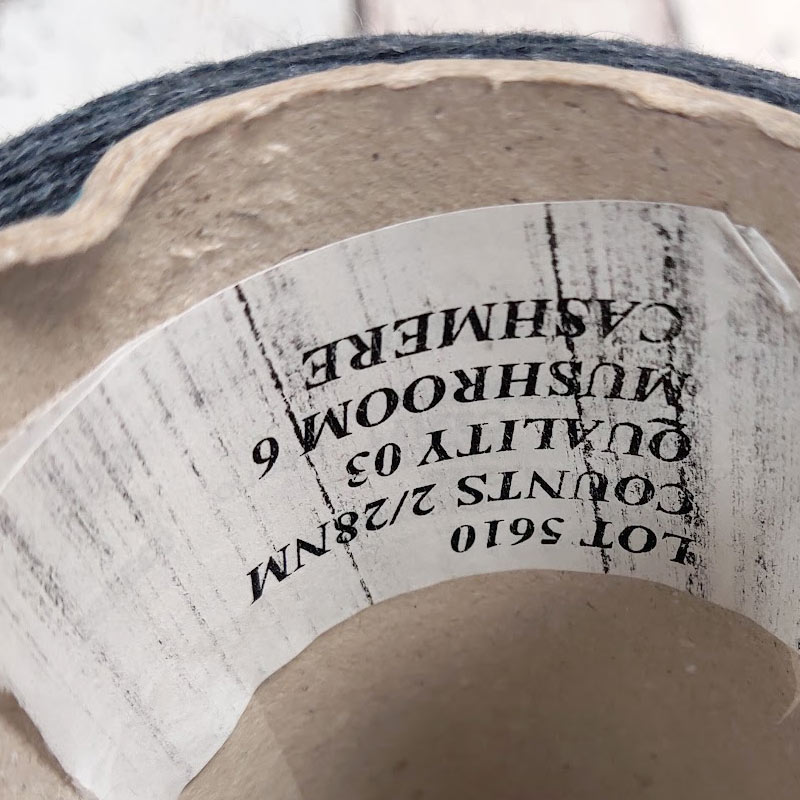 LOT 5610
COUNTS 2/28NM
QUALITY 03
MUSHROOM 6
CASHMERE